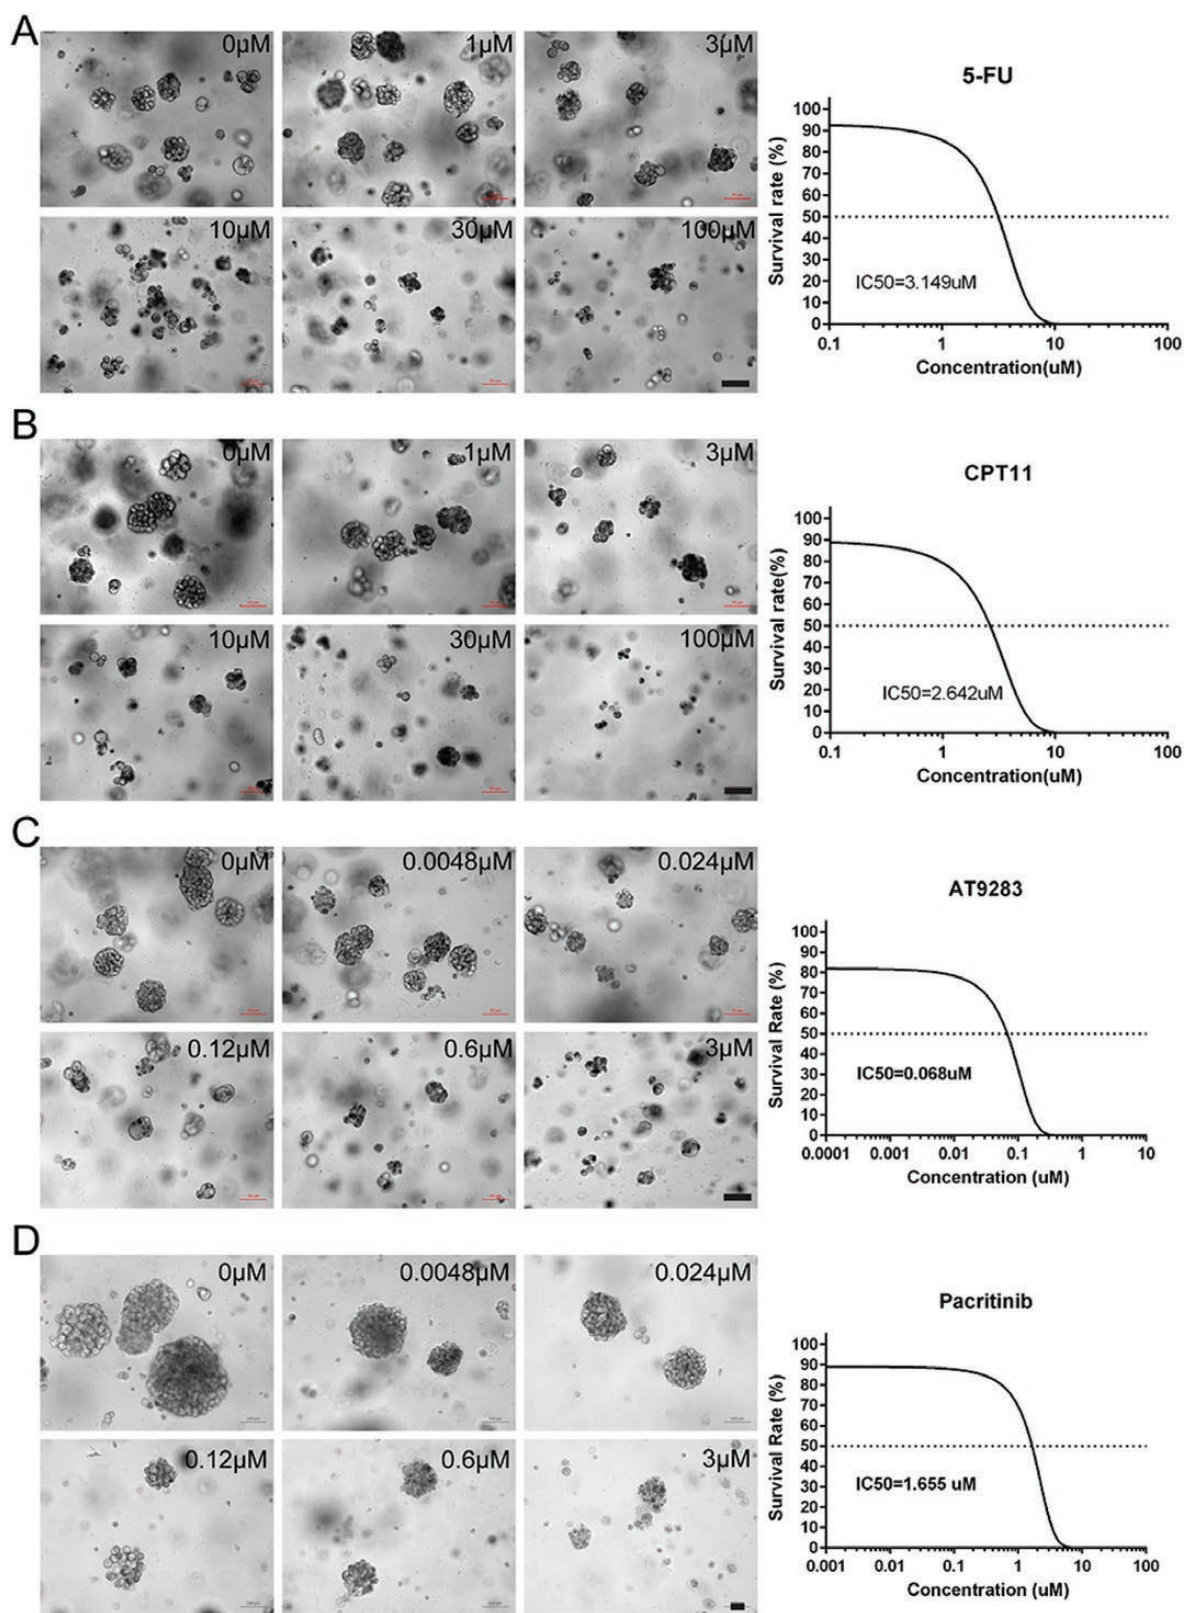 A
0µM
1µM
3µM
10µM
30µM
100µM
5-FU
Survival rate (%)
100
90
80
70
60
50
40
30
20
10
0
IC50=3.149uM
0.1
1
10
100
Concentration(uM)
B
0µM
1µM
3µM
10µM
30µM
100µM
CPT11
Survival rate(%)
100
90
80
70
60
50
40
30
20
10
0
IC50=2.642uM
0.1
1
10
100
Concentration(uM)
C
0µM
0.0048µM
0.024µM
0.12µM
0.6µM
3µM
AT9283
Survival Rate (%)
100
90
80
70
60
50
40
30
20
10
0
IC50=0.068uM
0.0001
0.001
0.01
0.1
1
10
Concentration (uM)
D
0µM
0.0048µM
0.024µM
0.12µM
0.6µM
3µM
Pacritinib
Survival Rate (%)
100
90
80
70
60
50
40
30
20
10
0
IC50=1.655 uM
0.001
0.01
0.1
1
10
100
Concentration (uM)